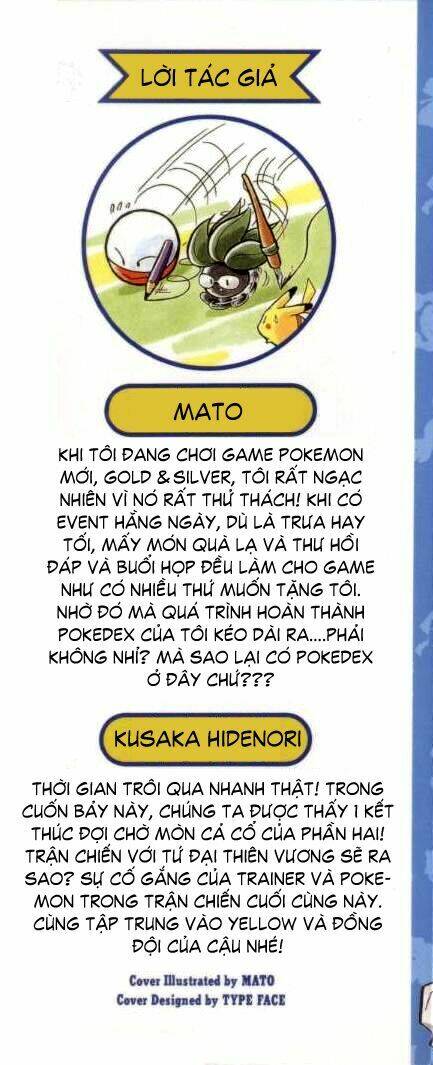 LỜI TÁC GIẢ
MATO
KHI TÔI ĐANG CHƠI GAME POKEMON
MỚI, GOLD & SILVER, TÔI RẤT NGẠC
NHIÊN VÌ NÓ RẤT THỬ THÁCH! KHI CÓ
EVENT HẰNG NGÀY, DÙ LÀ TRƯA HAY
TỐI, MẤY MÓN QUÀ LẠ VÀ THƯ HỒI
ĐÁP VÀ BUỔI HỌP ĐỀU LÀM CHO GAME
NHƯ CÓ NHIỀU THỨ MUỐN TẶNG TÔI.
NHỜ ĐÓ MÀ QUÁ TRÌNH HOÀN THÀNH
POKEDEX CỦA TÔI KÉO DÀI RA....PHẢI
KHÔNG NHỈ? MÀ SAO LẠI CÓ POKEDEX
Ở ĐÂY CHỨ???
KUSAKA HIDENORI
THỜI GIAN TRÔI QUA NHANH THẬT! TRONG
CUỐN BẢY NÀY, CHÚNG TA ĐƯỢC THẤY 1 KẾT
THÚC ĐỢI CHỜ MÒN CẢ CỔ CỦA PHẦN HAI!
TRẬN CHIẾN VỚI TỨ ĐẠI THIÊN VƯƠNG SẼ RA
SAO? SỰ CỐ GẮNG CỦA TRAINER VÀ POKE-
MON TRONG TRẬN CHIẾN CUỐI CÙNG NÀY.
CÙNG TẬP TRUNG VÀO YELLOW VÀ ĐỒNG
ĐỘI CỦA CẬU NHÉ!
Cover Illustrated by MATO
Cover Designed by TYPE FACE